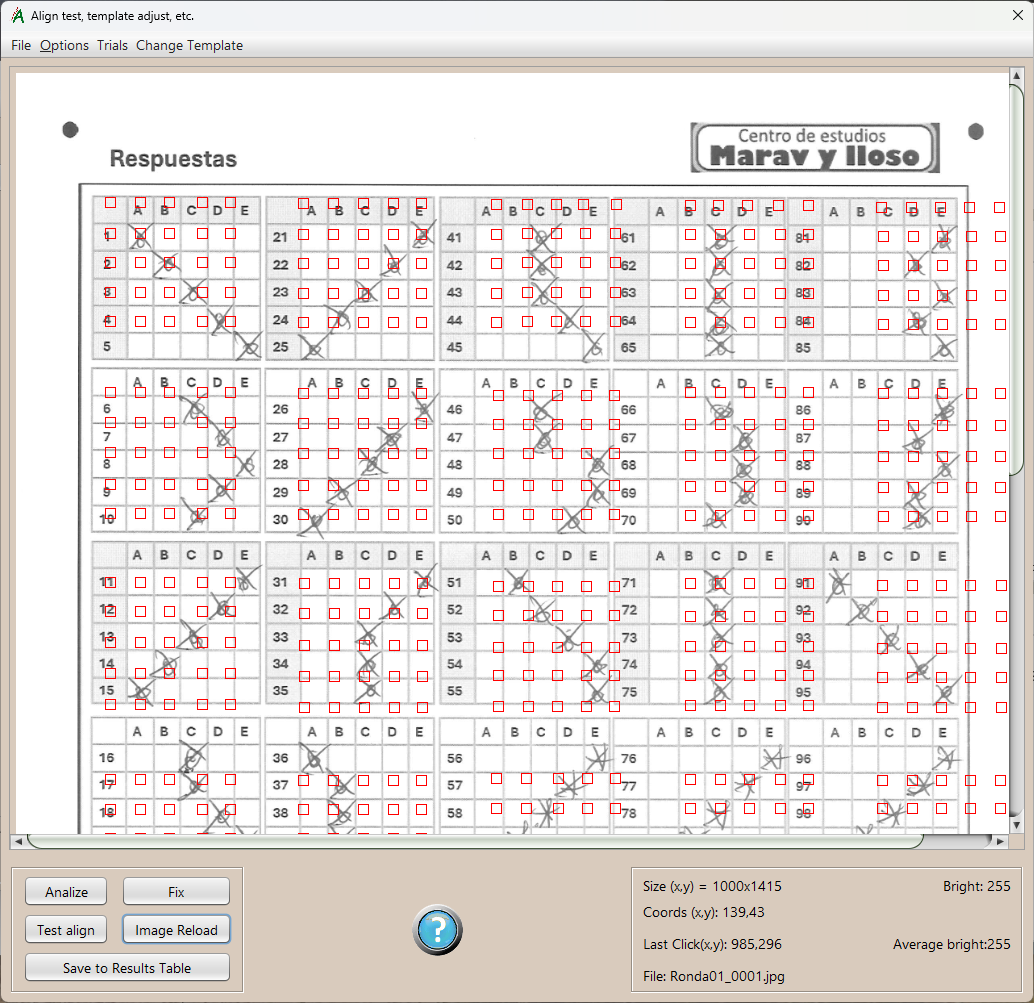 Align test, template adjust, etc.
File Options Trials Change Template
Centro de estudios
Marav y lloso
Respuestas
A B C D E A B C D E A B C D E A B C D E A B C D E
1 21 41 61 81
2 22 42 62 82
3 23 43 63 83
4 24 44 64 84
5 25 45 65 85
A B C D E A B C D E A B C D E A B C D E A B C D E
6 26 46 66 86
7 27 47 67 87
8 28 48 68 88
9 29 49 69 89
10 30 50 70 90
A B C D E A B C D E A B C D E A B C D E A B C D E
11 31 51 71 91
12 32 52 72 92
13 33 53 73 93
14 34 54 74 94
15 35 55 75 95
A B C D E A B C D E A B C D E A B C D E A B C D E
16 36 56 76 96
17 37 57 77 97
18 38 58 78 98
Analize Fix
Test align Image Reload
Save to Results Table
?
Size (x,y) = 1000x1415 Bright: 255
Coords (x,y): 139,43
Last Click(x,y): 985,296 Average bright:255
File: Ronda01_0001.jpg